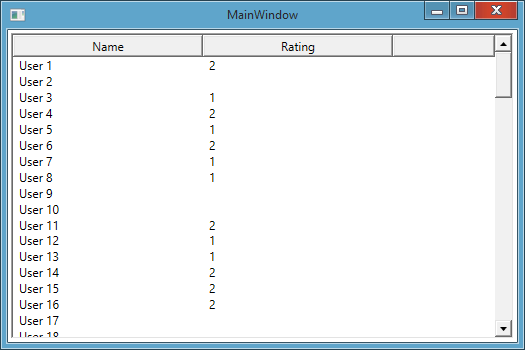 MainWindow
Name Rating
User 1 2
User 2
User 3 1
User 4 2
User 5 1
User 6 2
User 7 1
User 8 1
User 9
User 10
User 11 2
User 12 1
User 13 1
User 14 2
User 15 2
User 16 2
User 17
User 18